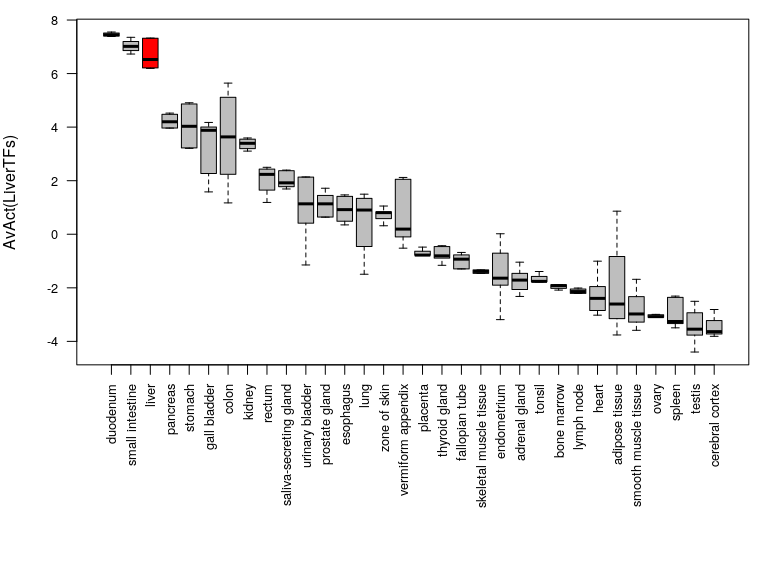 8
6
4
2
0
-2
-4
AvAct(LiverTFs)
duodenum
small intestine
liver
pancreas
stomach
gall bladder
colon
kidney
rectum
saliva-secreting gland
urinary bladder
prostate gland
esophagus
lung
zone of skin
vermiform appendix
placenta
thyroid gland
fallopian tube
skeletal muscle tissue
endometrium
adrenal gland
tonsil
bone marrow
lymph node
heart
adipose tissue
smooth muscle tissue
ovary
spleen
testis
cerebral cortex